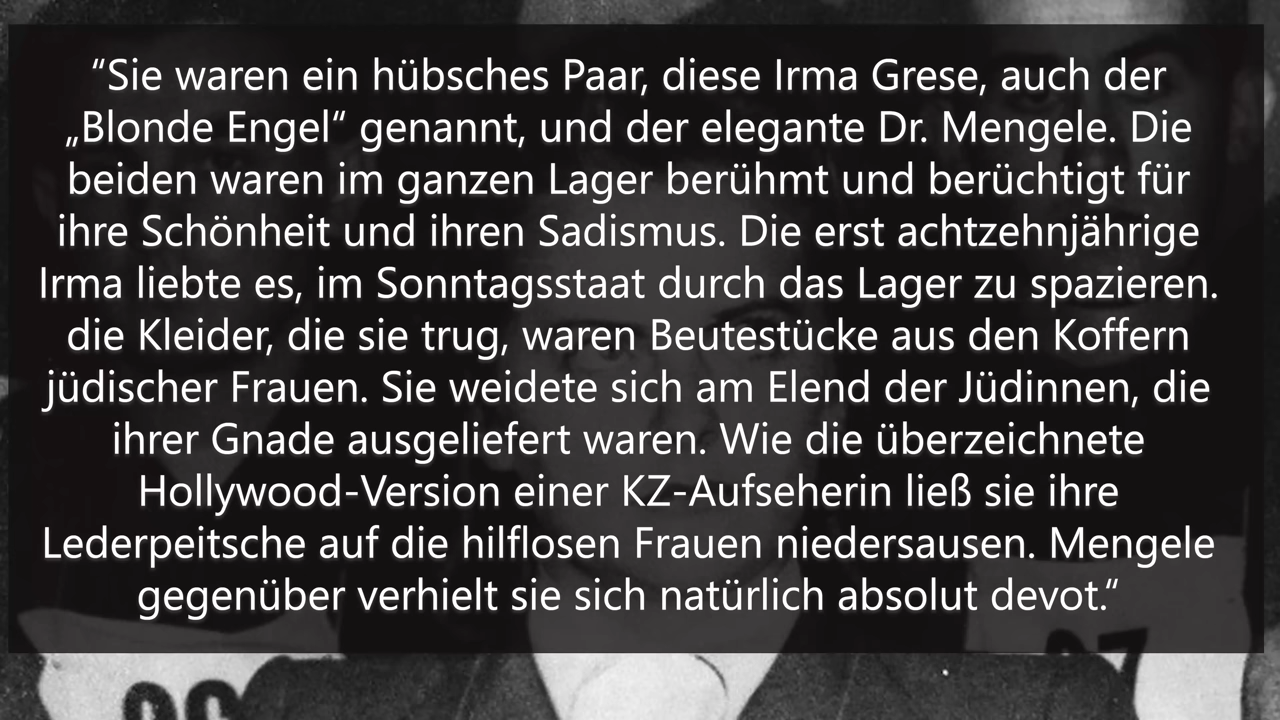 “Sie waren ein hübsches Paar, diese Irma Grese, auch der
„Blonde Engel“ genannt, und der elegante Dr. Mengele. Die
beiden waren im ganzen Lager berühmt und berüchtigt für
ihre Schönheit und ihren Sadismus. Die erst achtzehnjährige
Irma liebte es, im Sonntagsstaat durch das Lager zu spazieren.
die Kleider, die sie trug, waren Beutestücke aus den Koffern
jüdischer Frauen. Sie weidete sich am Elend der Jüdinnen, die
ihrer Gnade ausgeliefert waren. Wie die überzeichnete
Hollywood-Version einer KZ-Aufseherin ließ sie ihre
Lederpeitsche auf die hilflosen Frauen niedersausen. Mengele
gegenüber verhielt sie sich natürlich absolut devot.“